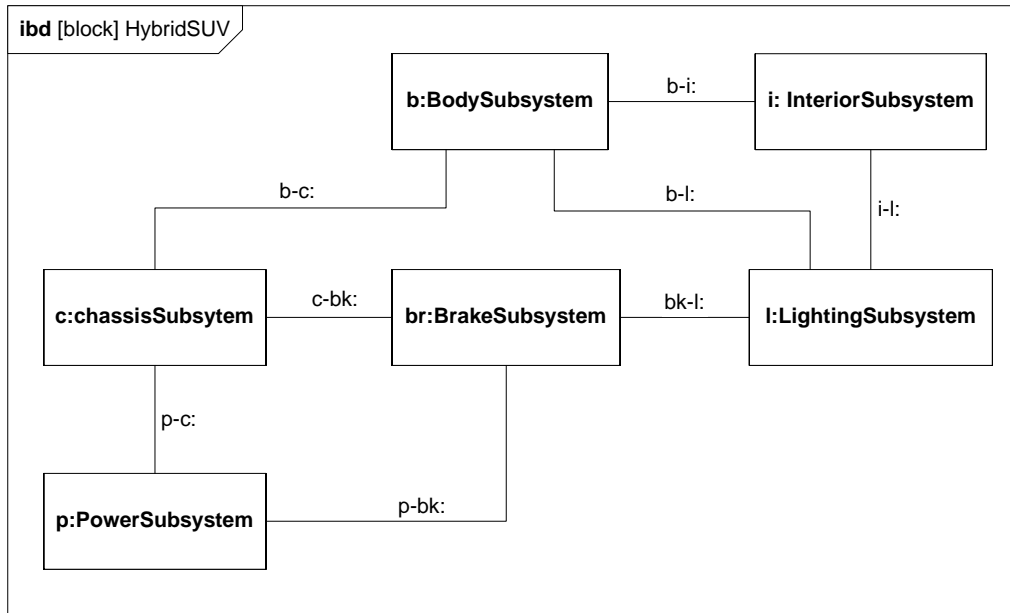 ibd [block] HybridSUV
b:BodySubsystem
b-i:
i: InteriorSubsystem
b-c:
b-l:
i-l:
c:chassisSubsytem
c-bk:
br:BrakeSubsystem
bk-l:
l:LightingSubsystem
p-c:
p:PowerSubsystem
p-bk: